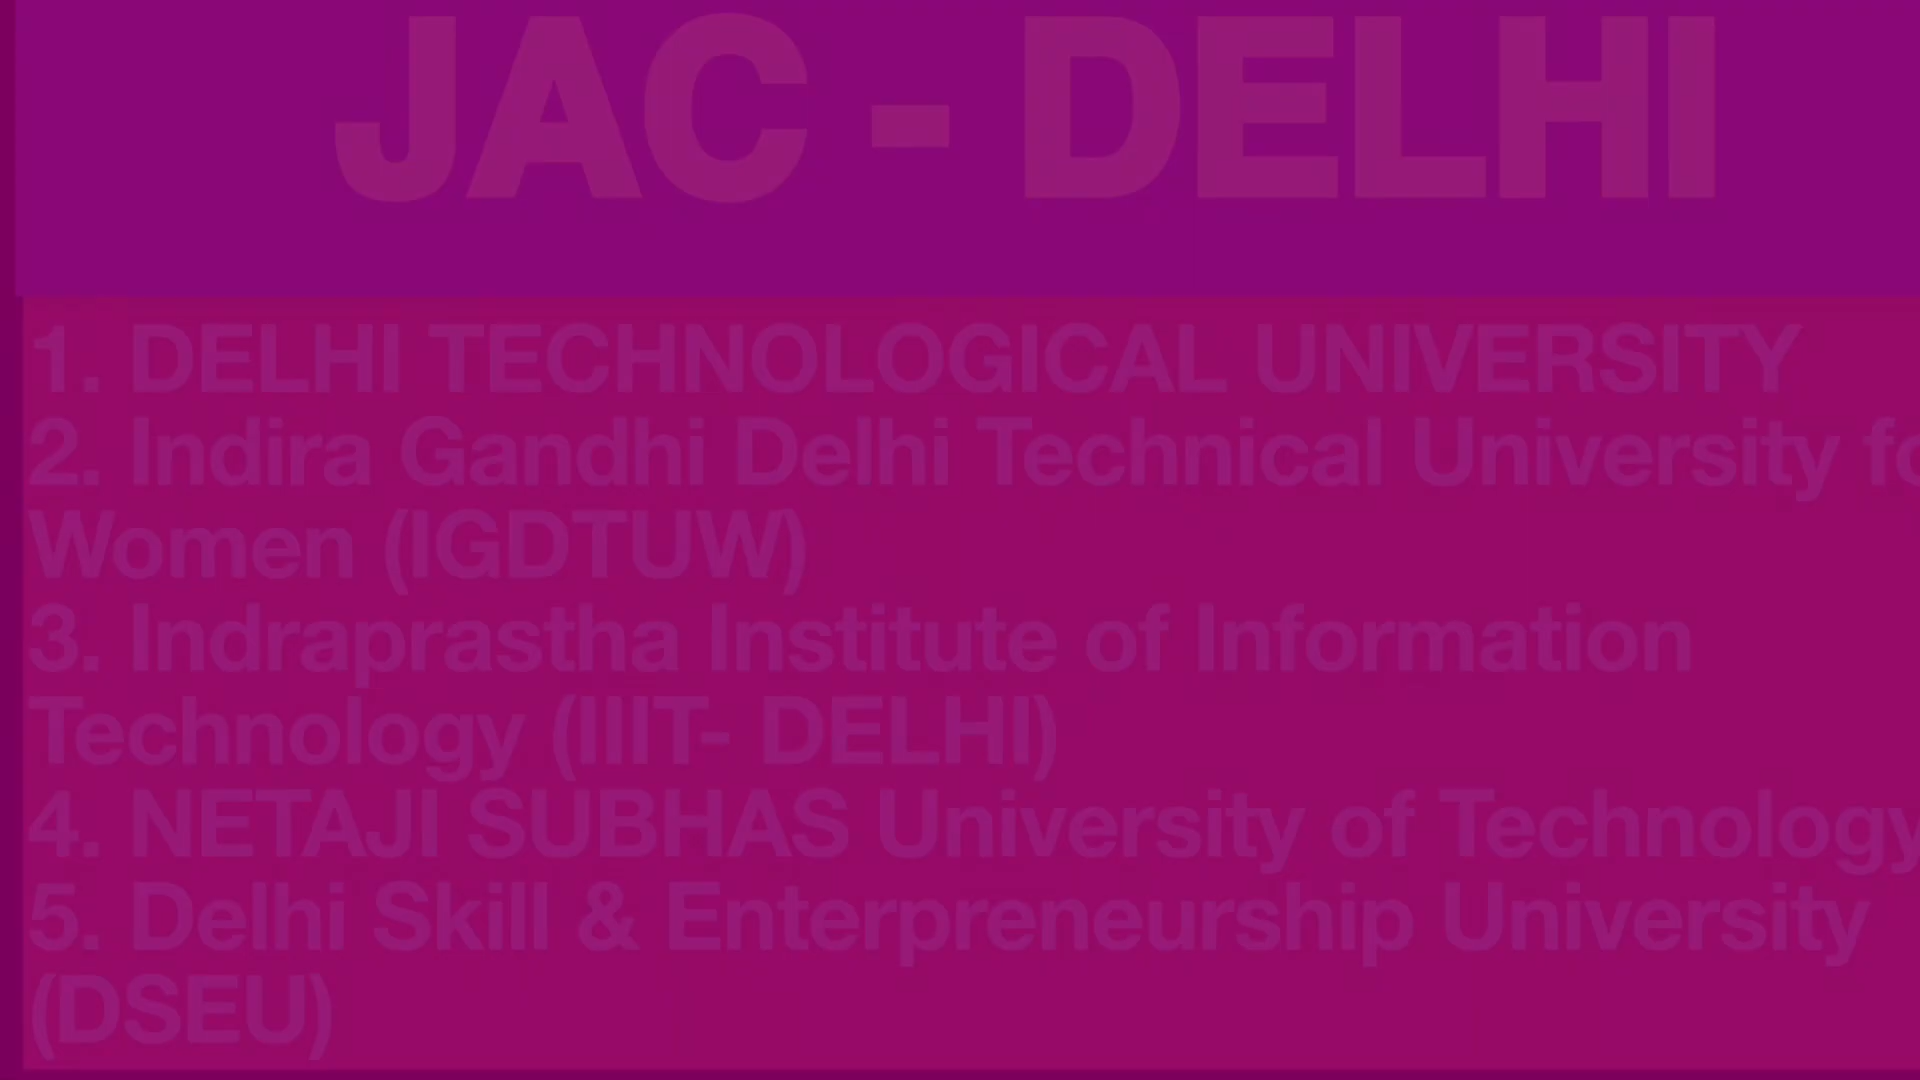 JAC - DELHI
1. DELHI TECHNOLOGICAL UNIVERSITY
2. Indira Gandhi Delhi Technical University fo
Women (IGDTUW)
3. Indraprastha Institute of Information
Technology (IIIT- DELHI)
4. NETAJI SUBHAS University of Technology
5. Delhi Skill & Enterpreneurship University
(DSEU)